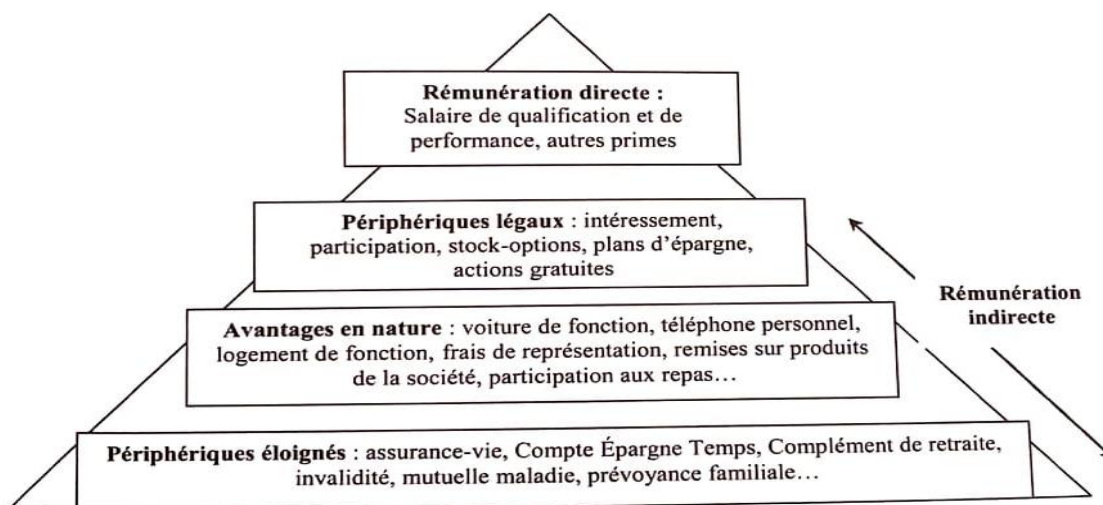 Rémunération directe :
Salaire de qualification et de
performance, autres primes
Périphériques légaux : intéressement,
participation, stock-options, plans d'épargne,
actions gratuites
Rémunération
indirecte
Avantages en nature : voiture de fonction, téléphone personnel,
logement de fonction, frais de représentation, remises sur produits
de la société, participation aux repas…
Périphériques éloignés : assurance-vie, Compte Épargne Temps, Complément de retraite,
invalidité, mutuelle maladie, prévoyance familiale…